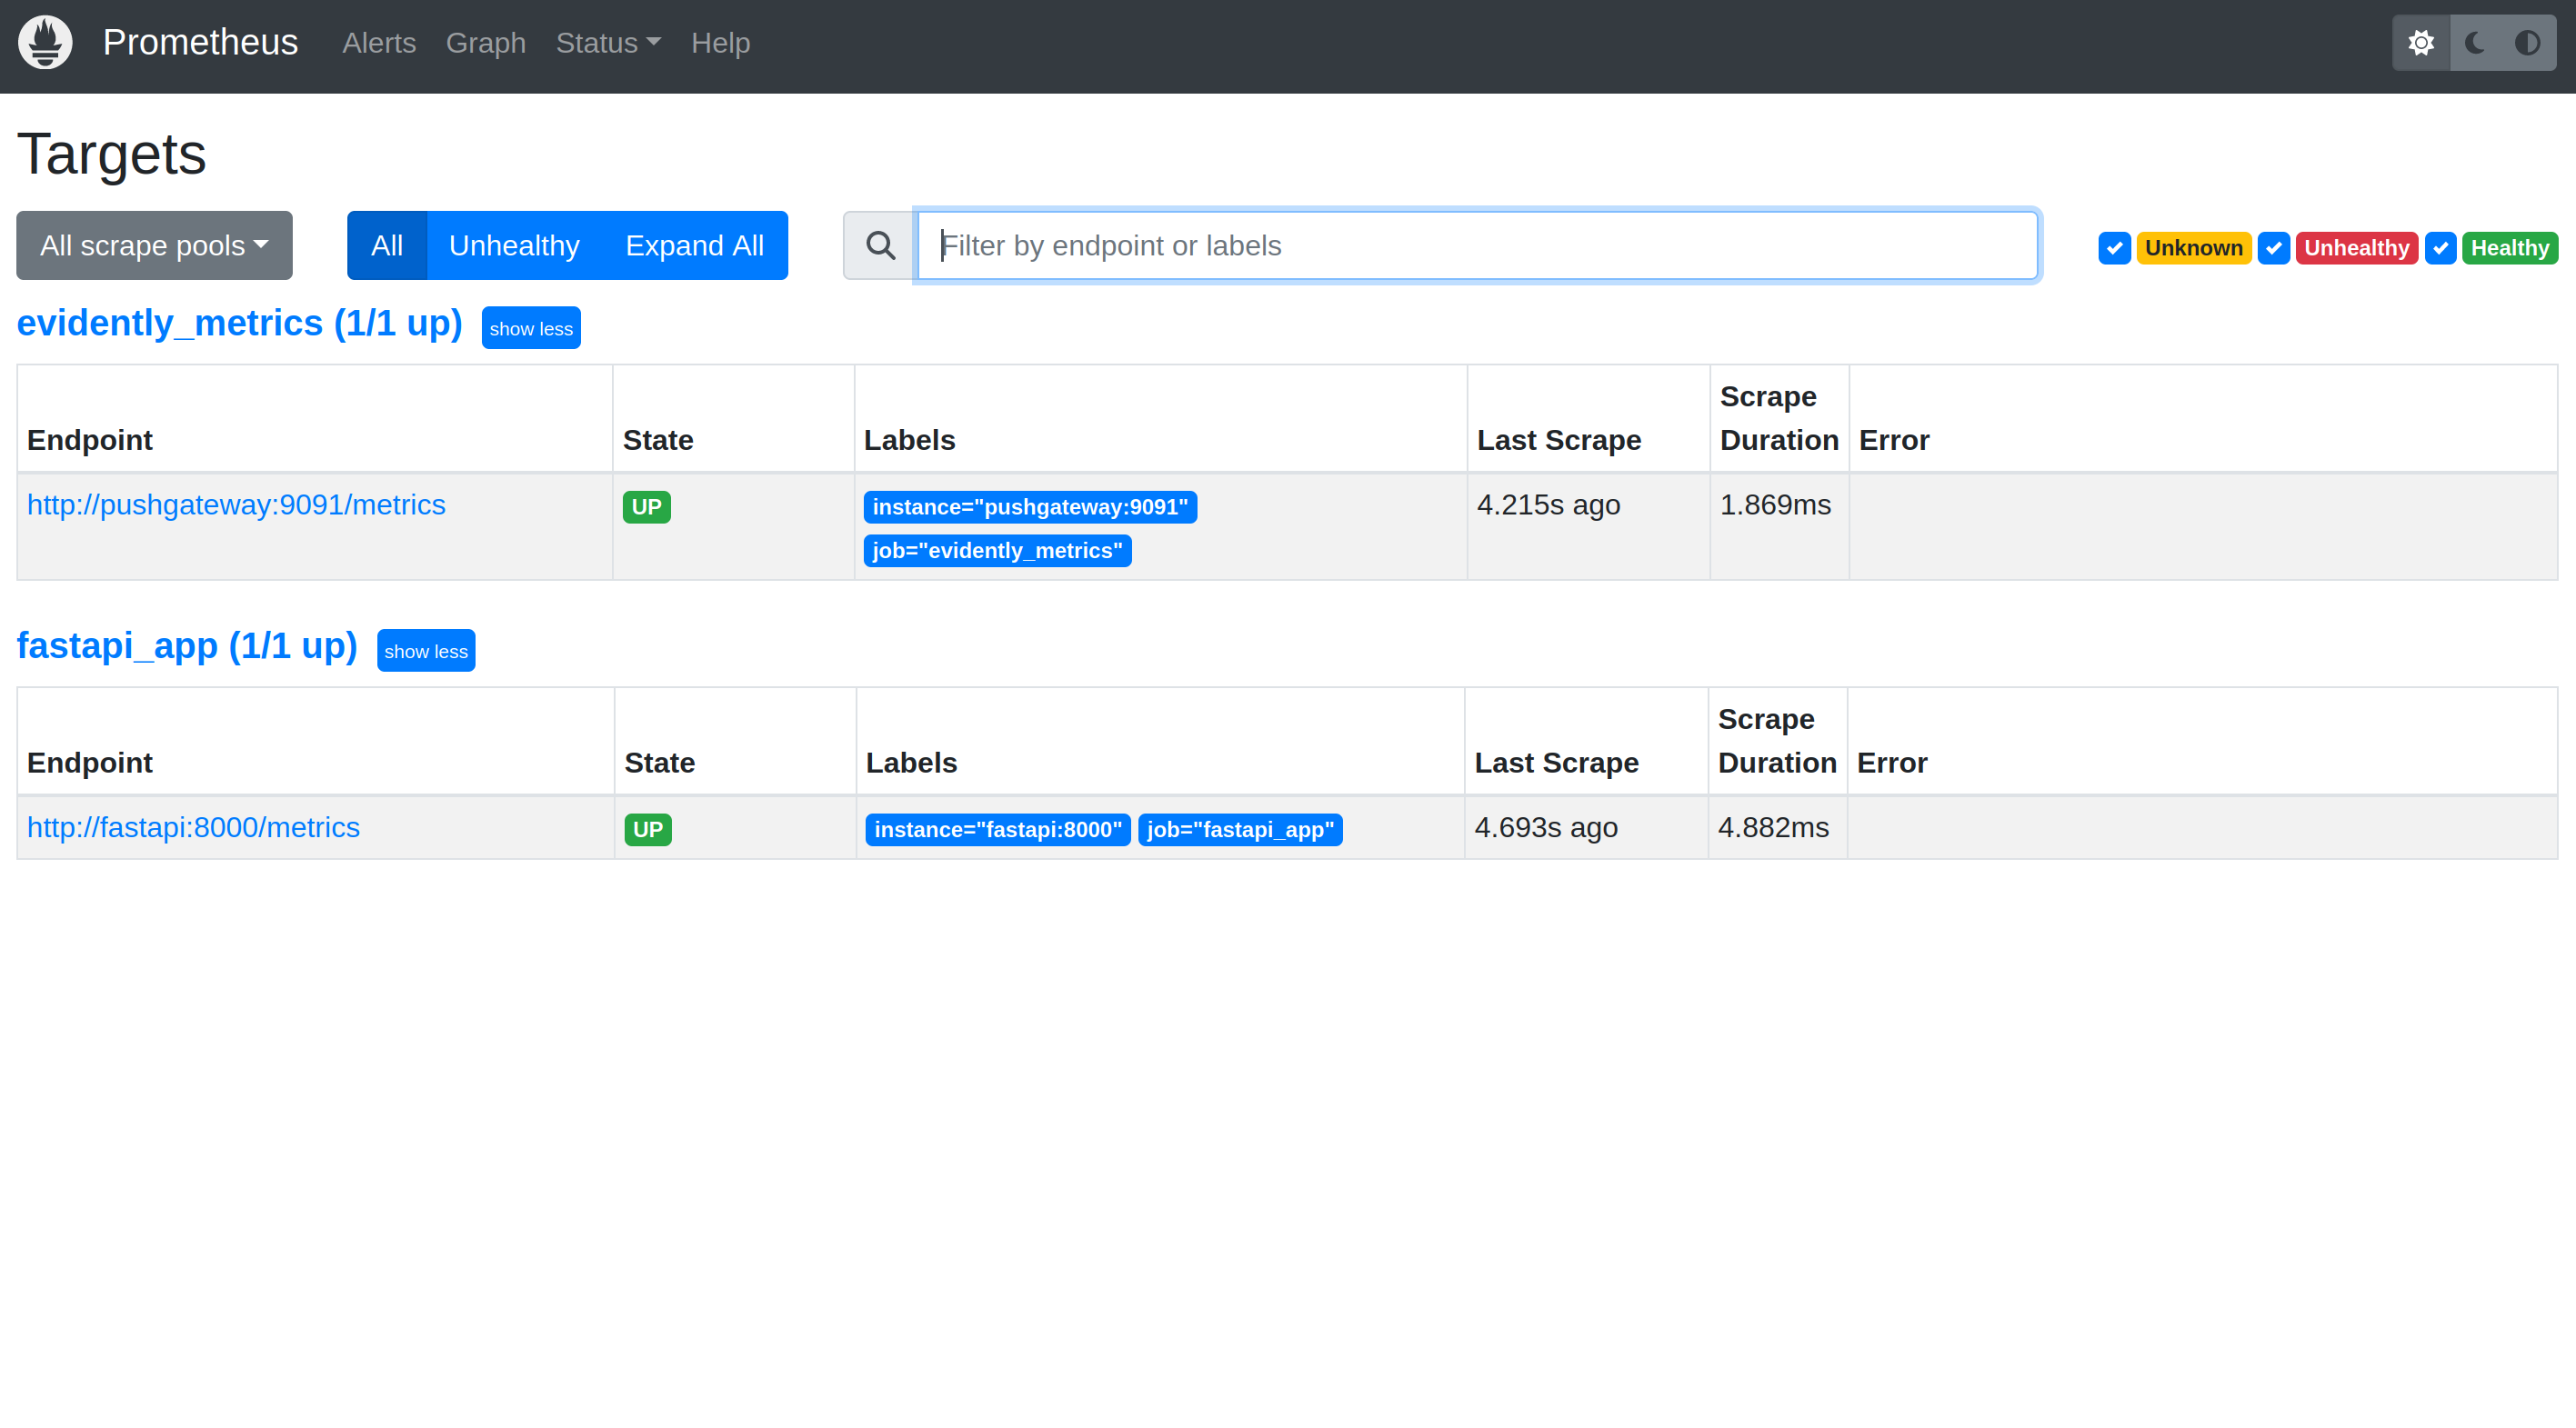 Prometheus Alerts Graph Status Help
Targets
All scrape pools All Unhealthy Expand All Filter by endpoint or labels Unknown Unhealthy Healthy
evidently_metrics (1/1 up) show less
Endpoint State Labels Last Scrape Scrape Duration Error
http://pushgateway:9091/metrics UP instance="pushgateway:9091" 4.215s ago 1.869ms
job="evidently_metrics"
fastapi_app (1/1 up) show less
Endpoint State Labels Last Scrape Scrape Duration Error
http://fastapi:8000/metrics UP instance="fastapi:8000" job="fastapi_app" 4.693s ago 4.882ms